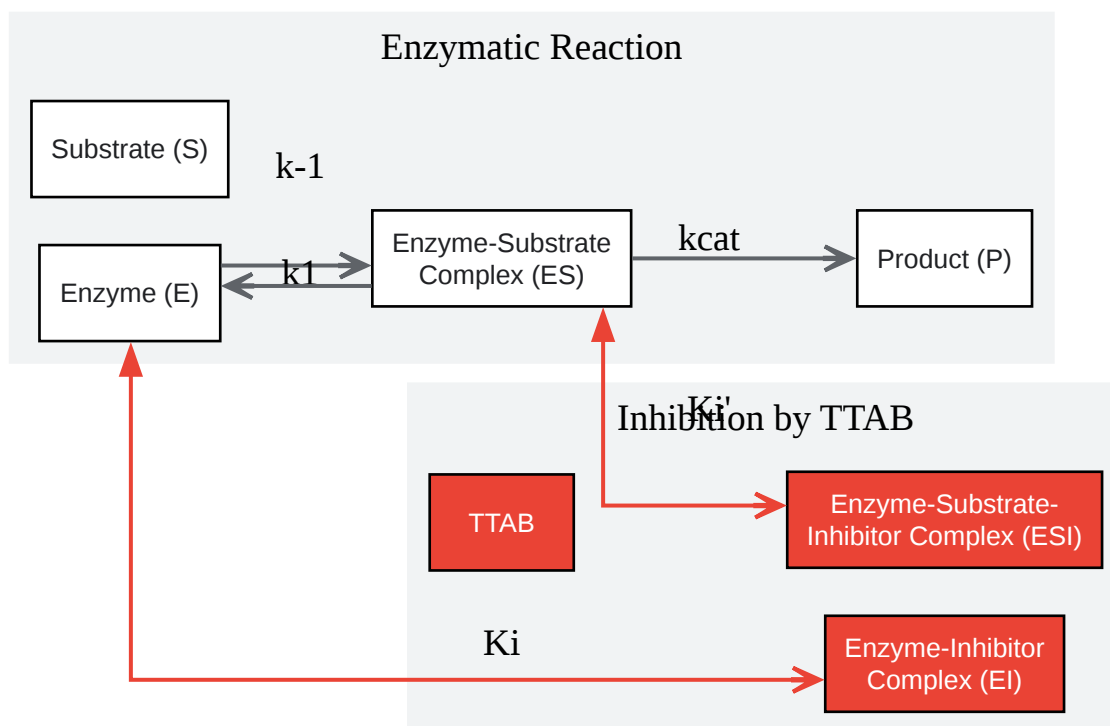 Enzymatic Reaction
Substrate (S)
k-1
Enzyme-Substrate
Complex (ES)
kcat
Product (P)
k1
Enzyme (E)
Ki'
Inhibition by TTAB
TTAB
Enzyme-Substrate-
Inhibitor Complex (ESI)
Ki
Enzyme-Inhibitor
Complex (EI)